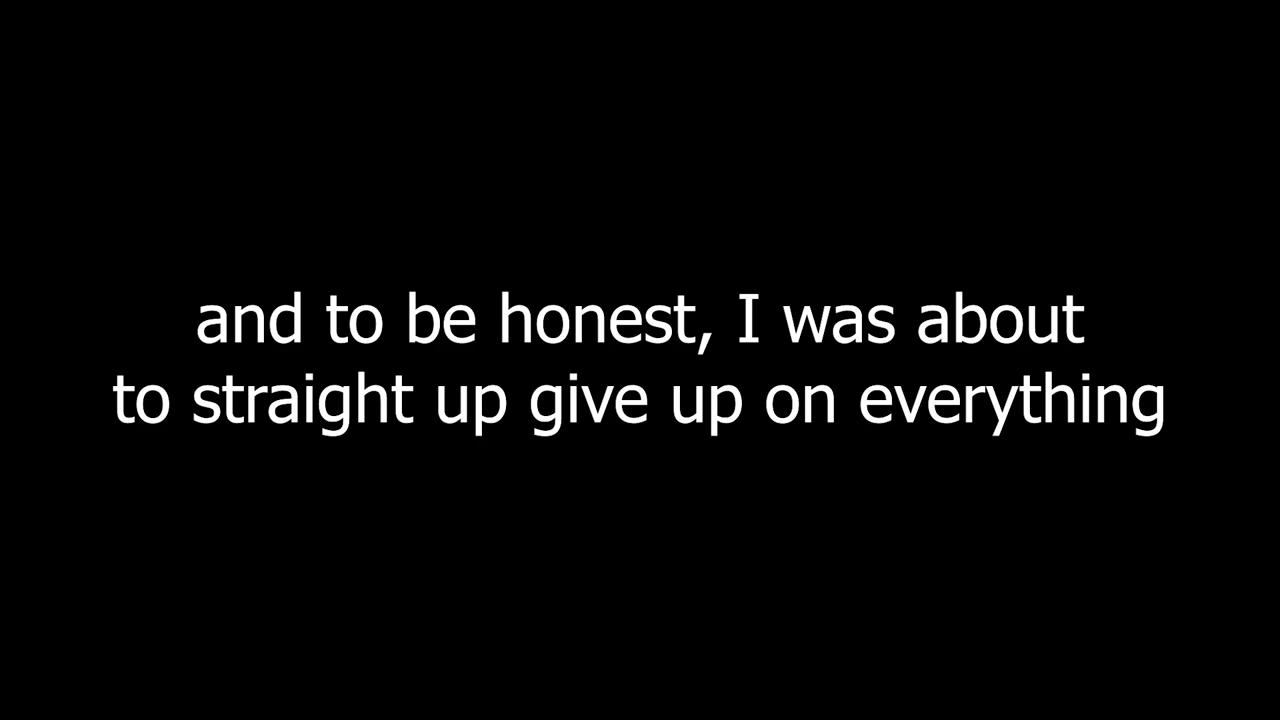 and to be honest, I was about
to straight up give up on everything